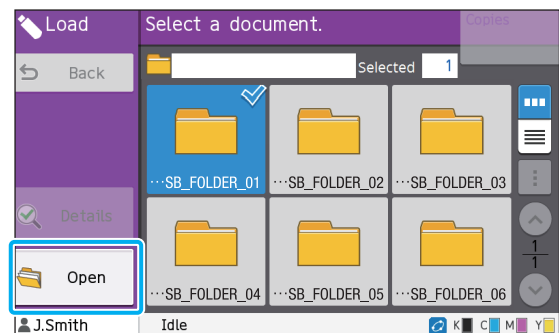 Load
Select a document.
Copies
Back
Selected 1
···SB_FOLDER_01
···SB_FOLDER_02
···SB_FOLDER_03
Details
1
1
Open
···SB_FOLDER_04
···SB_FOLDER_05
···SB_FOLDER_06
J.Smith
Idle
K C M Y